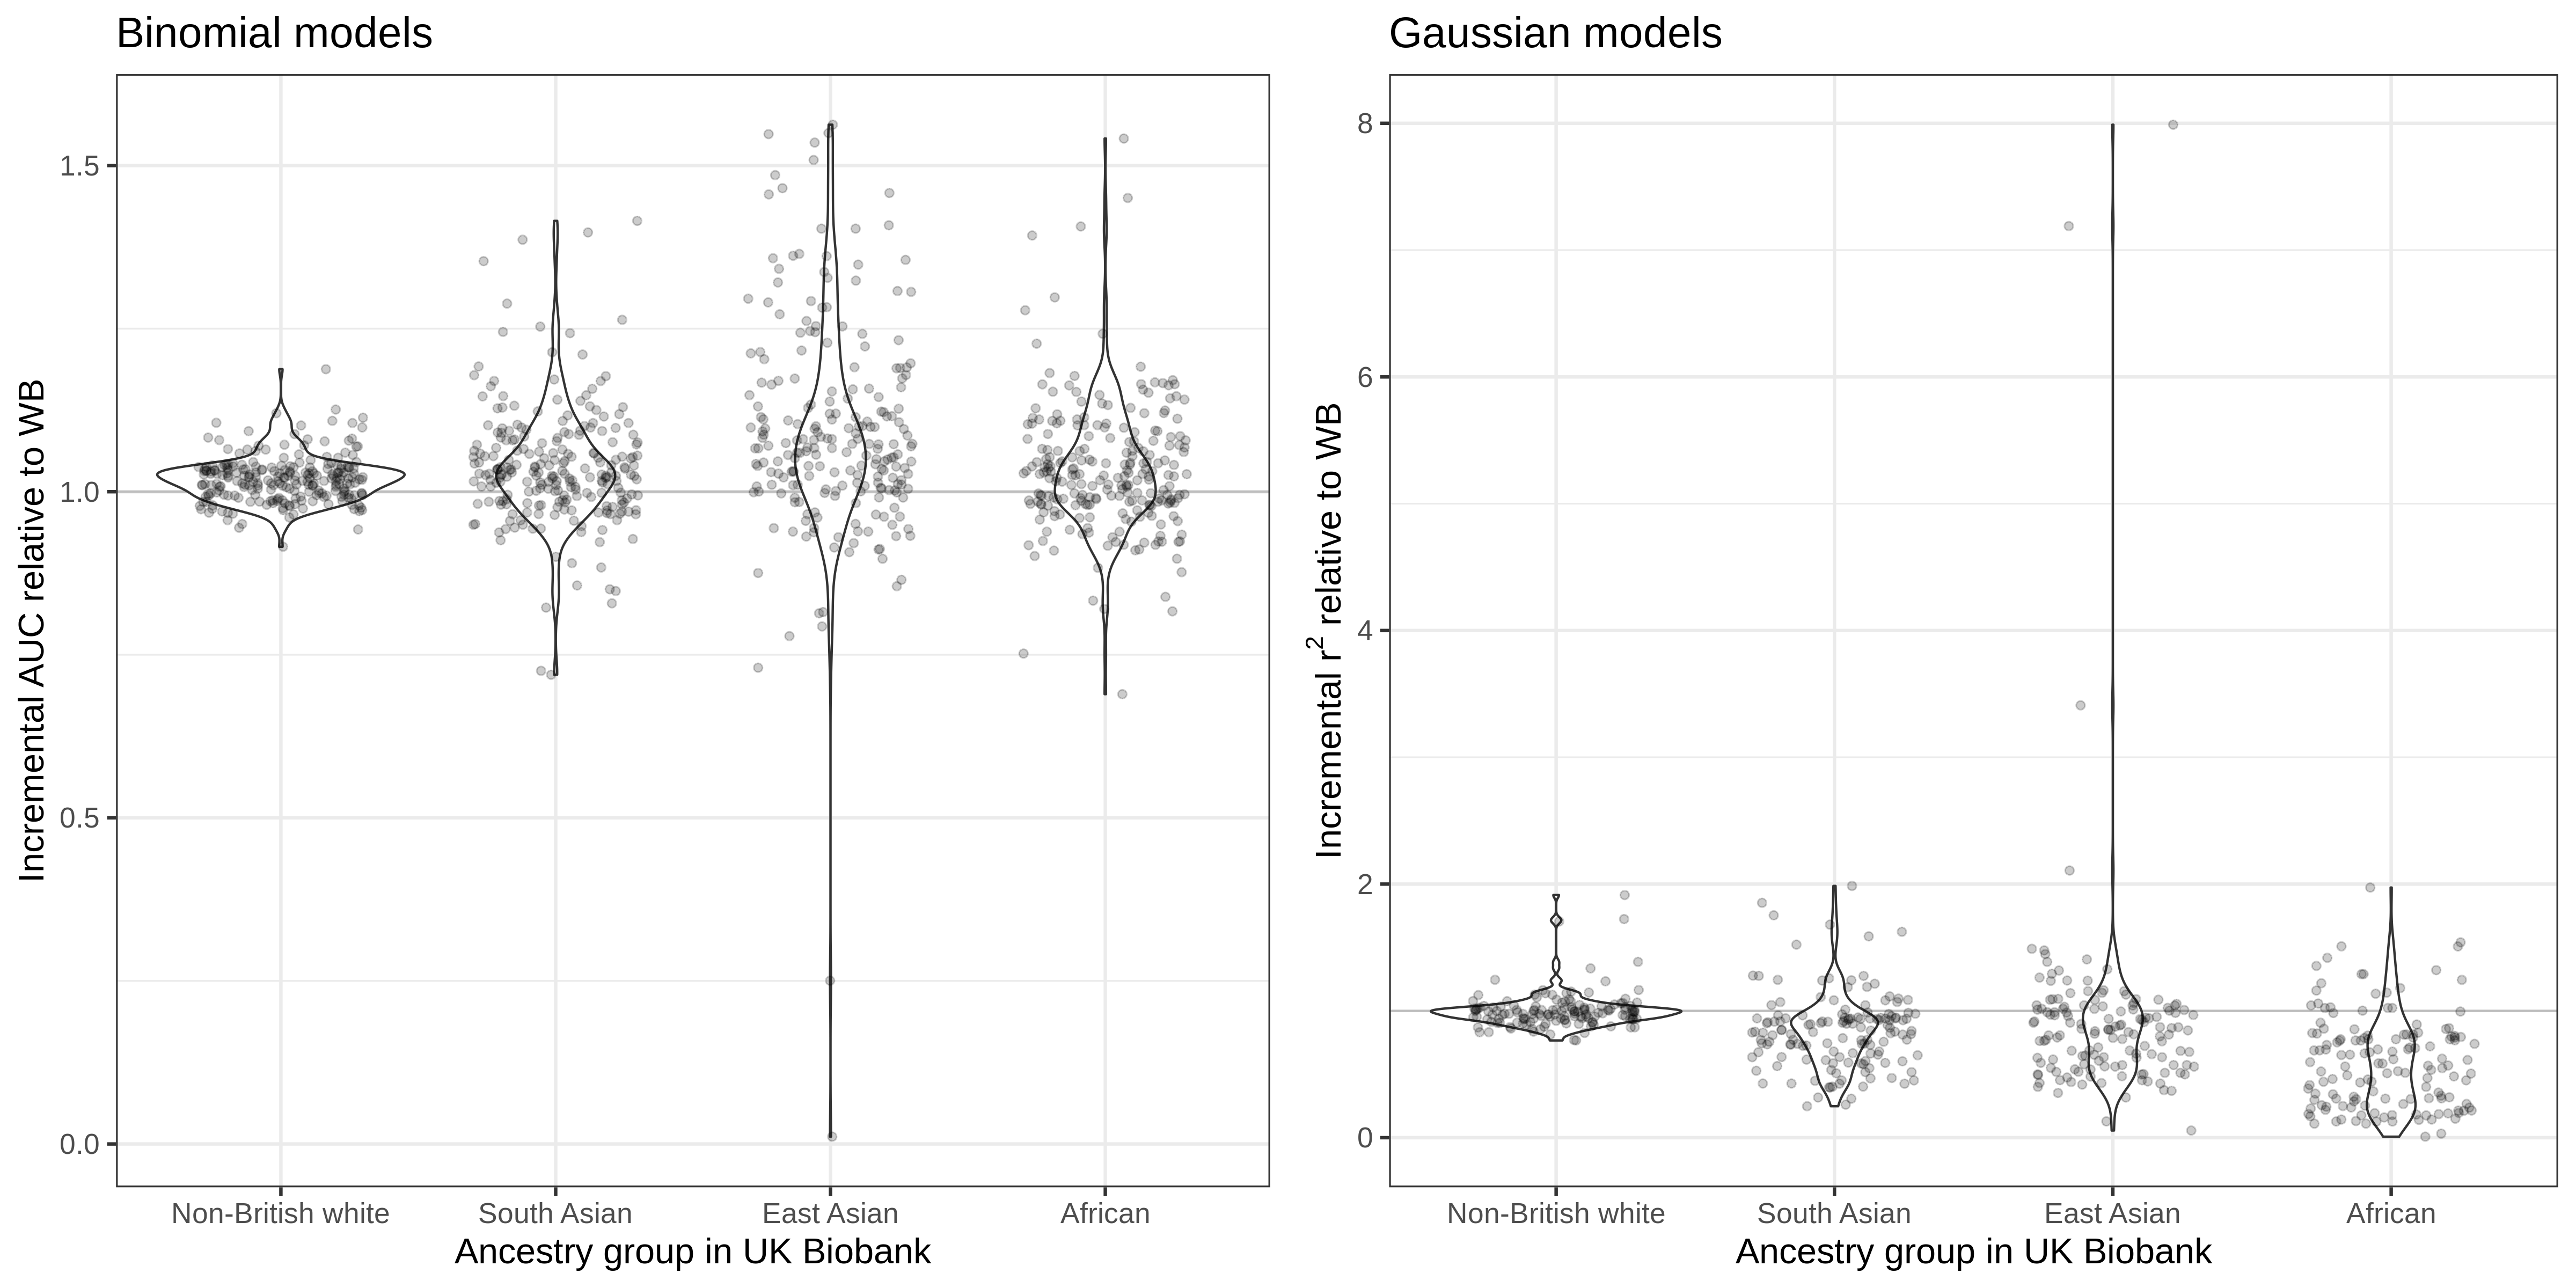 Binomial models
Incremental AUC relative to WB
1.5
1.0
0.5
0.0
Non-British white South Asian East Asian African
Ancestry group in UK Biobank
Gaussian models
Incremental r² relative to WB
8
6
4
2
0
Non-British white South Asian East Asian African
Ancestry group in UK Biobank